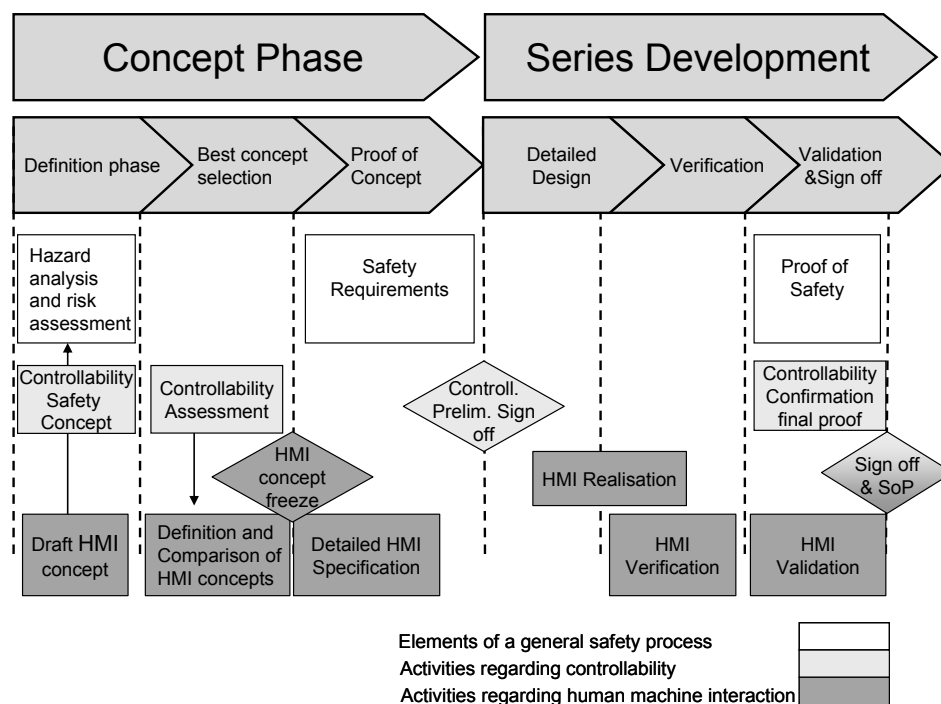 Concept Phase
Series Development
Definition phase
Best concept
selection
Proof of
Concept
Detailed
Design
Verification
Validation
&Sign off
Hazard
analysis
and risk
assessment
Safety
Requirements
Proof of
Safety
Controllability
Safety
Concept
Controllability
Assessment
Controll.
Prelim. Sign
off
Controllability
Confirmation
final proof
HMI
concept
freeze
Sign off
& SoP
HMI Realisation
Draft HMI
concept
Definition and
Comparison of
HMI concepts
Detailed HMI
Specification
HMI
Verification
HMI
Validation
Elements of a general safety process
Activities regarding controllability
Activities regarding human machine interaction